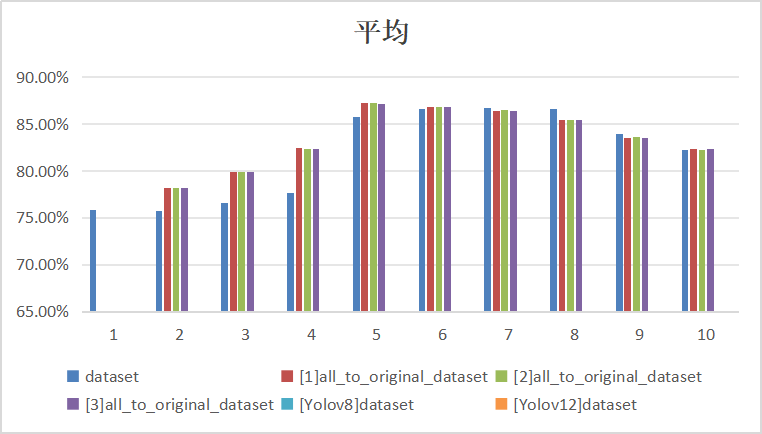 平均
90.00%
85.00%
80.00%
75.00%
70.00%
65.00%
1 2 3 4 5 6 7 8 9 10
dataset [1]all_to_original_dataset [2]all_to_original_dataset
[3]all_to_original_dataset [Yolov8]dataset [Yolov12]dataset